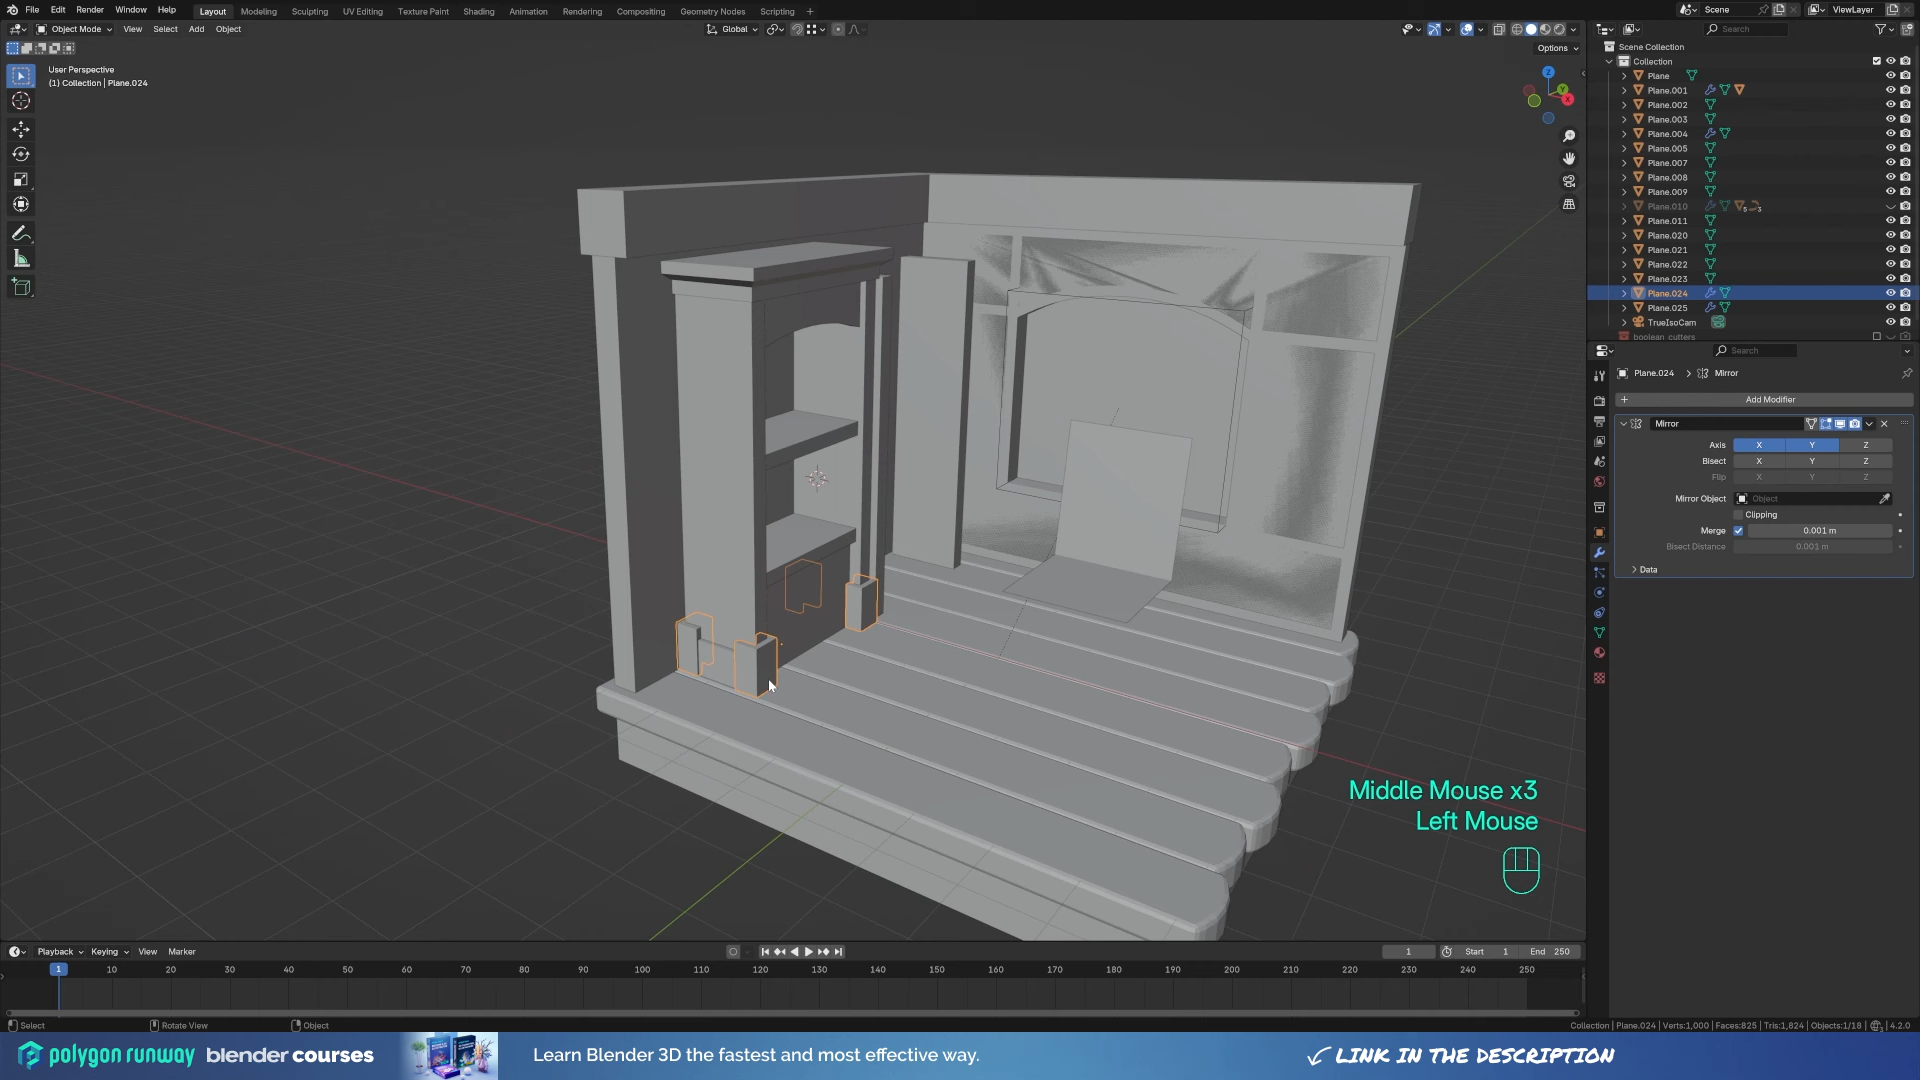 File Edit Render Window Help Layout Modeling Sculpting UV Editing Texture Paint Shading Animation Rendering Compositing Geometry Nodes Scripting + Scene ViewLayer
Object Mode View Select Add Object Global Search
Options
User Perspective
(1) Collection | Plane.024
Scene Collection
Collection
Plane
Plane.001
Plane.002
Plane.003
Plane.004
Plane.005
Plane.007
Plane.008
Plane.009
Plane.010
Plane.011
Plane.020
Plane.021
Plane.022
Plane.023
Plane.024
Plane.025
TrueIsoCam
boolean cutters
Search
Plane.024 > Mirror
+ Add Modifier
Mirror
Axis X Y Z
Bisect X Y Z
Flip X Y Z
Mirror Object Object
Clipping
Merge 0.001 m
Bisect Distance 0.001 m
Data
Middle Mouse x3
Left Mouse
Playback Keying View Marker 1 Start 1 End 250
1 10 20 30 40 50 60 70 80 90 100 110 120 130 140 150 160 170 180 190 200 210 220 230 240 250
Select Rotate View Object Collection | Plane.024 | Verts:1,000 | Faces:825 | Tris:1,824 | Objects:1/18 | 4.2.0
polygon runway blender courses Learn Blender 3D the fastest and most effective way. LINK IN THE DESCRIPTION